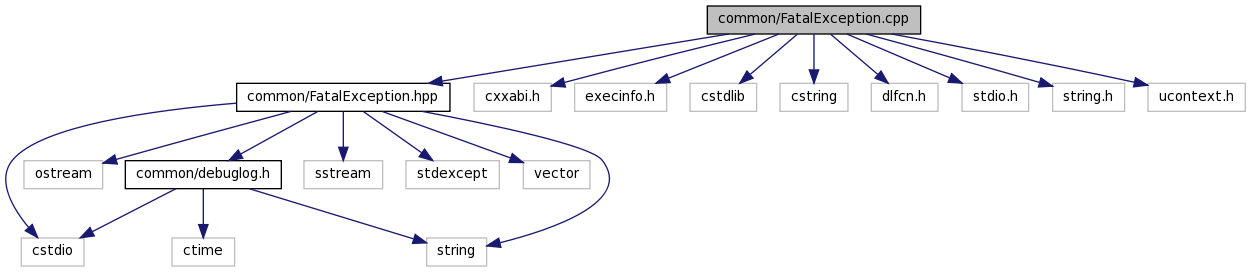 common/FatalException.cpp
common/FatalException.hpp
cxxabi.h
execinfo.h
cstdlib
cstring
dlfcn.h
stdio.h
string.h
ucontext.h
ostream
common/debuglog.h
sstream
stdexcept
vector
cstdio
ctime
string